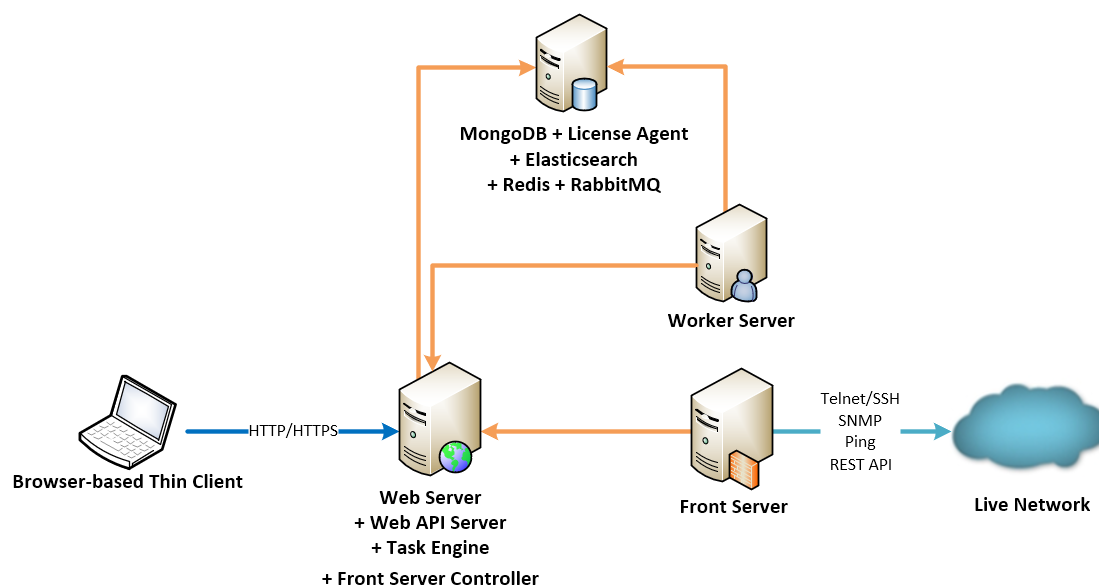 MongoDB + License Agent
+ Elasticsearch
+ Redis + RabbitMQ
Worker Server
Browser-based Thin Client
HTTP/HTTPS
Web Server
+ Web API Server
+ Task Engine
+ Front Server Controller
Front Server
Telnet/SSH
SNMP
Ping
REST API
Live Network